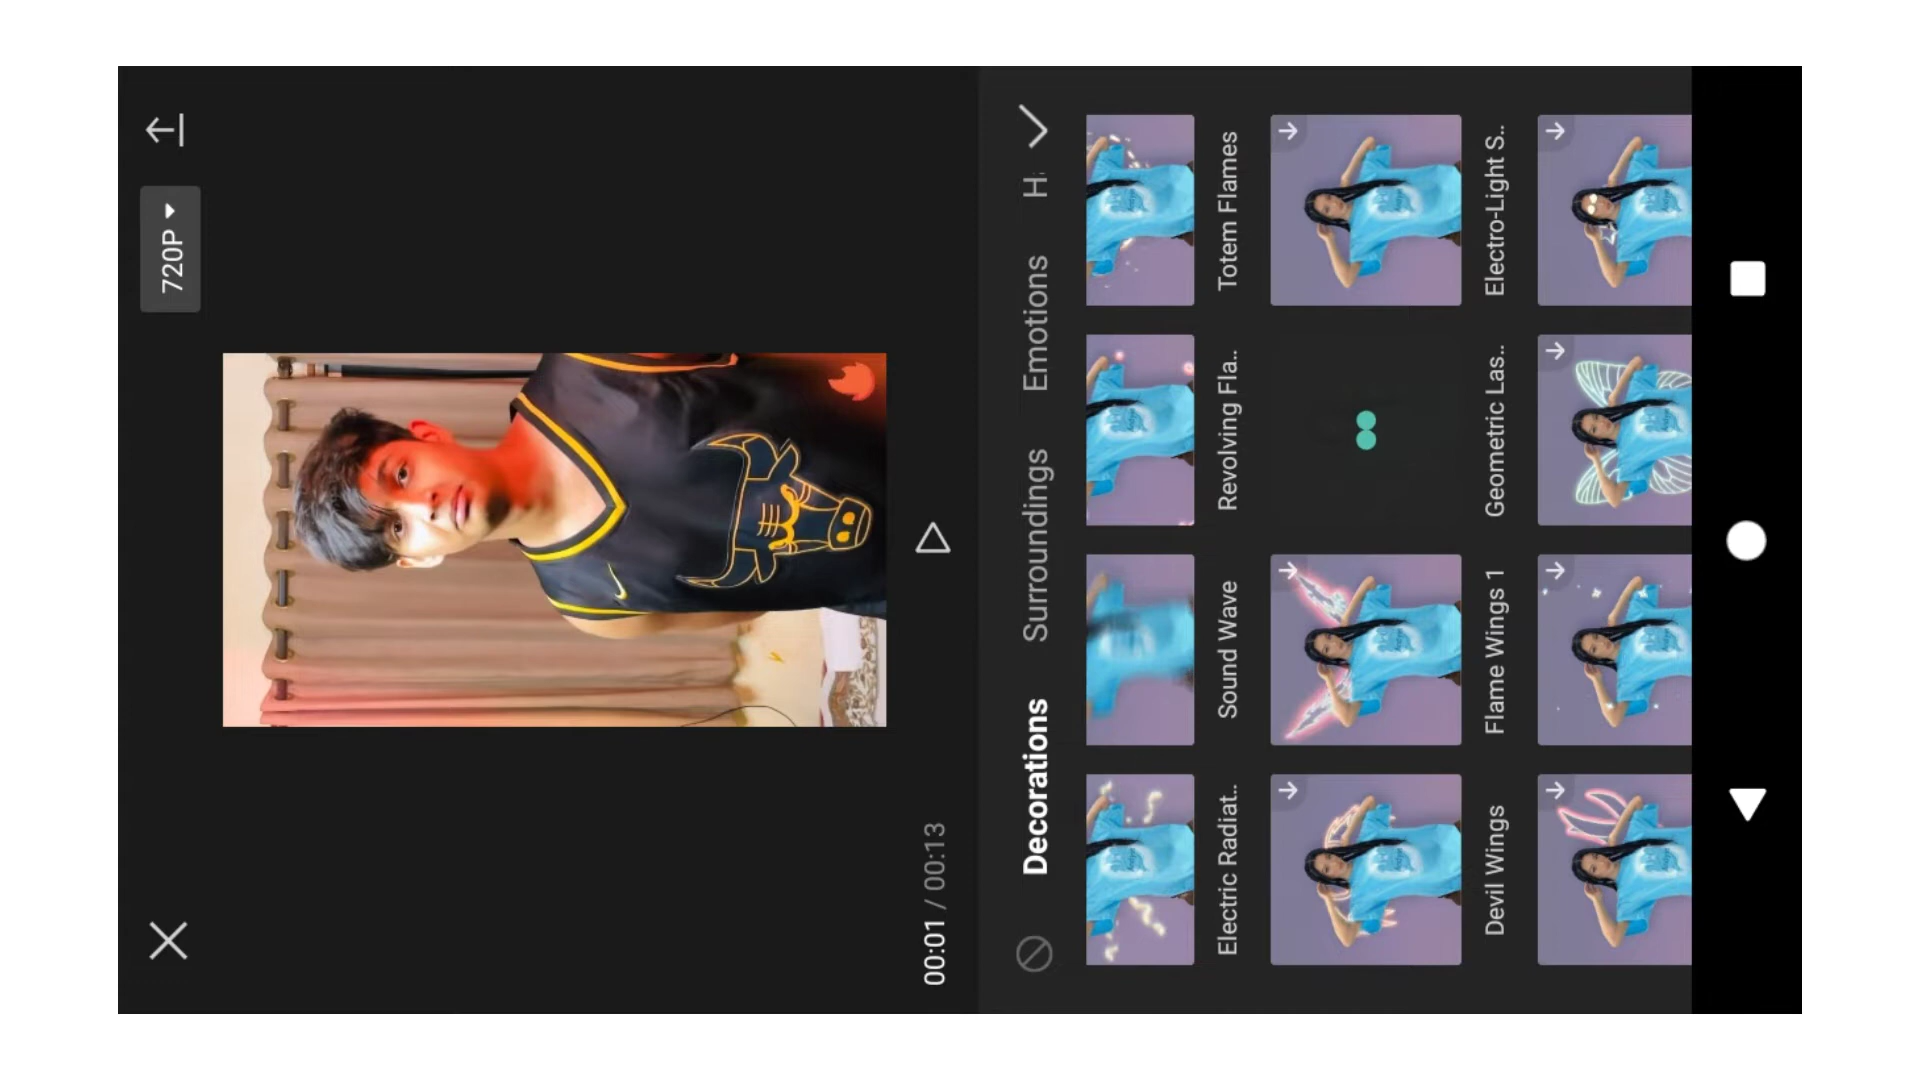 720P
00:01 / 00:13
Decorations Surroundings Emotions H
Electric Radiat.. Sound Wave Revolving Fla.. Totem Flames
Devil Wings Flame Wings 1 Geometric Las.. Electro-Light S..